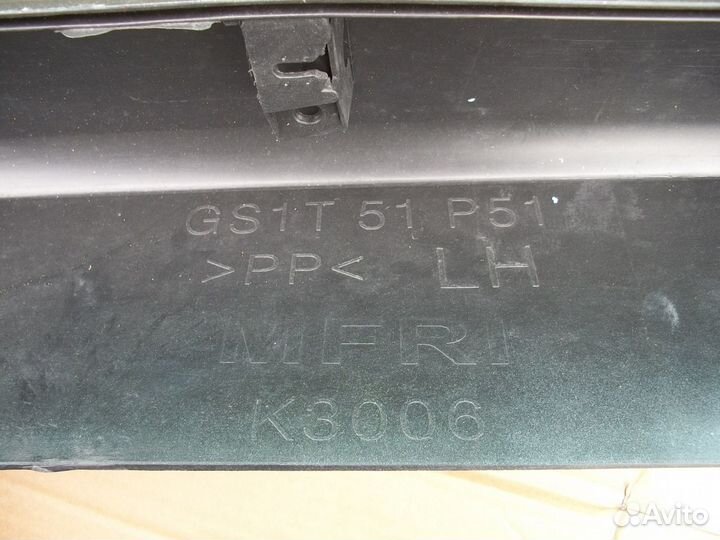 GS1T 51 P51
>PP< LH
MFRI
K3006
Avito